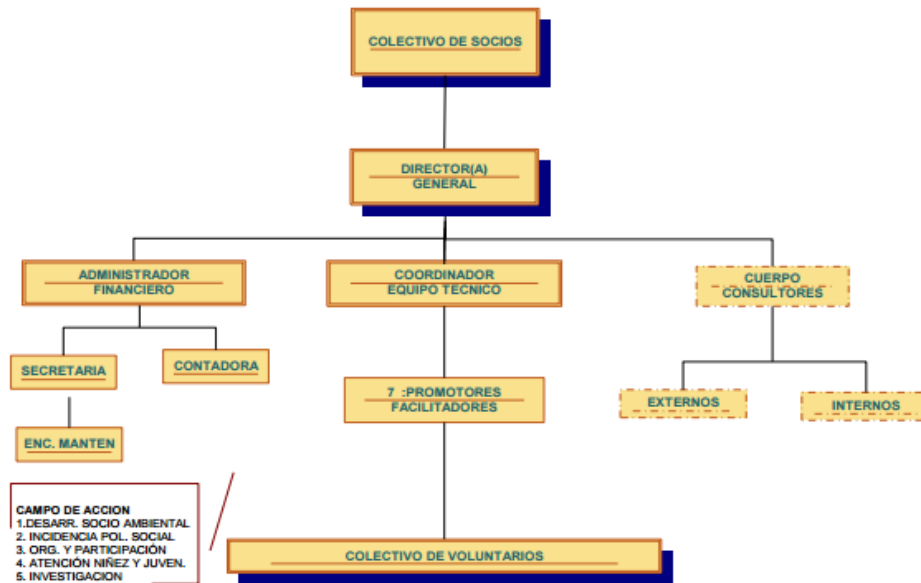 COLECTIVO DE SOCIOS
DIRECTOR(A)
GENERAL
ADMINISTRADOR
FINANCIERO
COORDINADOR
EQUIPO TECNICO
CUERPO
CONSULTORES
SECRETARIA
CONTADORA
7 :PROMOTORES
FACILITADORES
EXTERNOS
INTERNOS
ENC. MANTEN
CAMPO DE ACCION
1.DESARR. SOCIO AMBIENTAL
2. INCIDENCIA POL. SOCIAL
3. ORG. Y PARTICIPACIÓN
4. ATENCIÓN NIÑEZ Y JUVEN.
5. INVESTIGACION
COLECTIVO DE VOLUNTARIOS